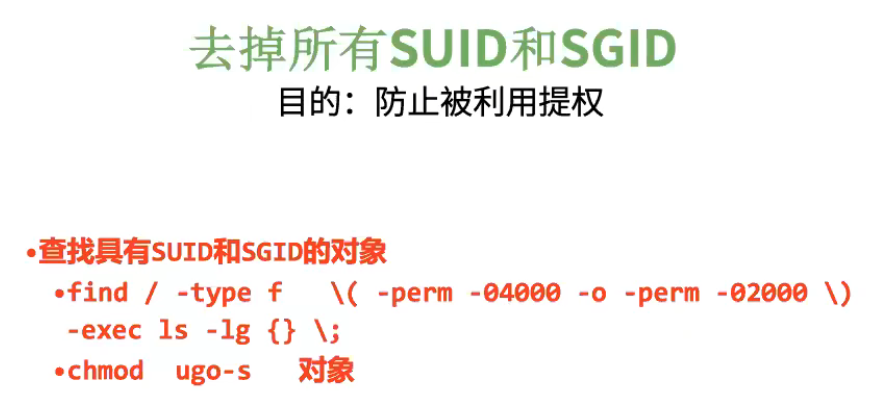 去掉所有SUID和SGID
目的：防止被利用提权
•查找具有SUID和SGID的对象
•find / -type f \( -perm -04000 -o -perm -02000 \)
-exec ls -lg {} \;
•chmod ugo-s 对象